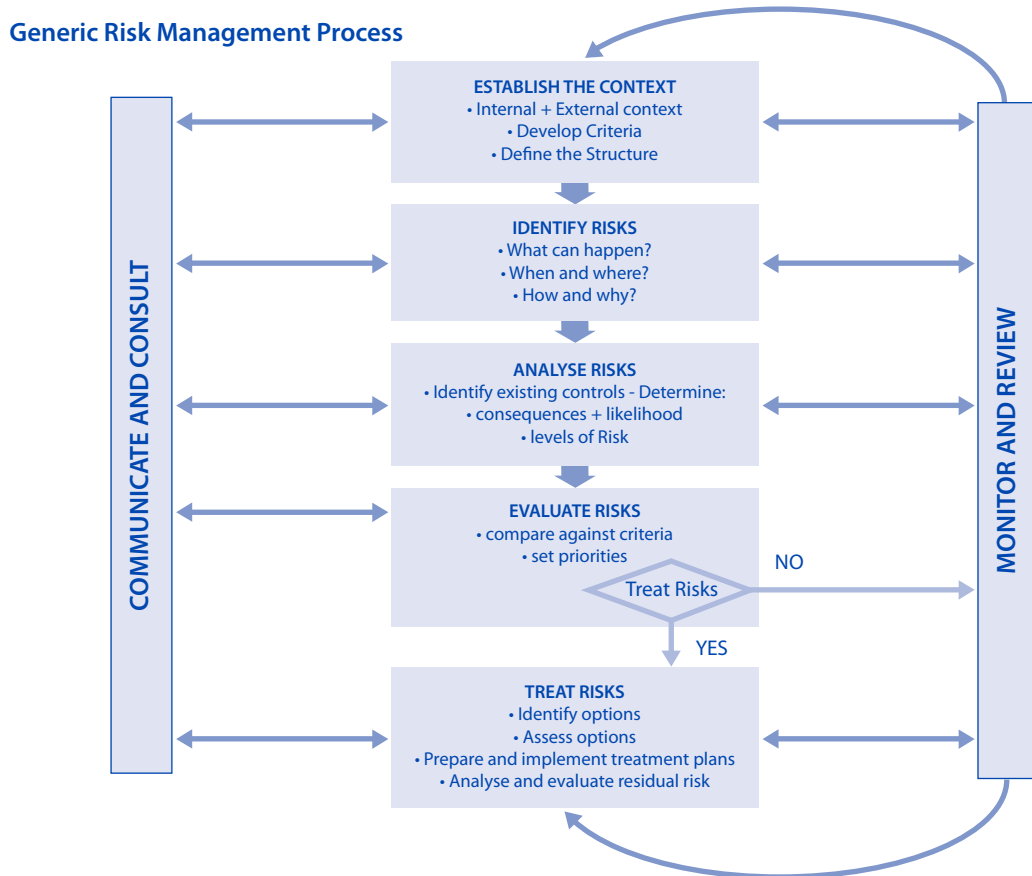 Generic Risk Management Process
ESTABLISH THE CONTEXT
• Internal + External context
• Develop Criteria
• Define the Structure
IDENTIFY RISKS
• What can happen?
• When and where?
• How and why?
ANALYSE RISKS
• Identify existing controls - Determine:
• consequences + likelihood
• levels of Risk
EVALUATE RISKS
• compare against criteria
• set priorities
Treat Risks
NO
YES
TREAT RISKS
• Identify options
• Assess options
• Prepare and implement treatment plans
• Analyse and evaluate residual risk
COMMUNICATE AND CONSULT
MONITOR AND REVIEW